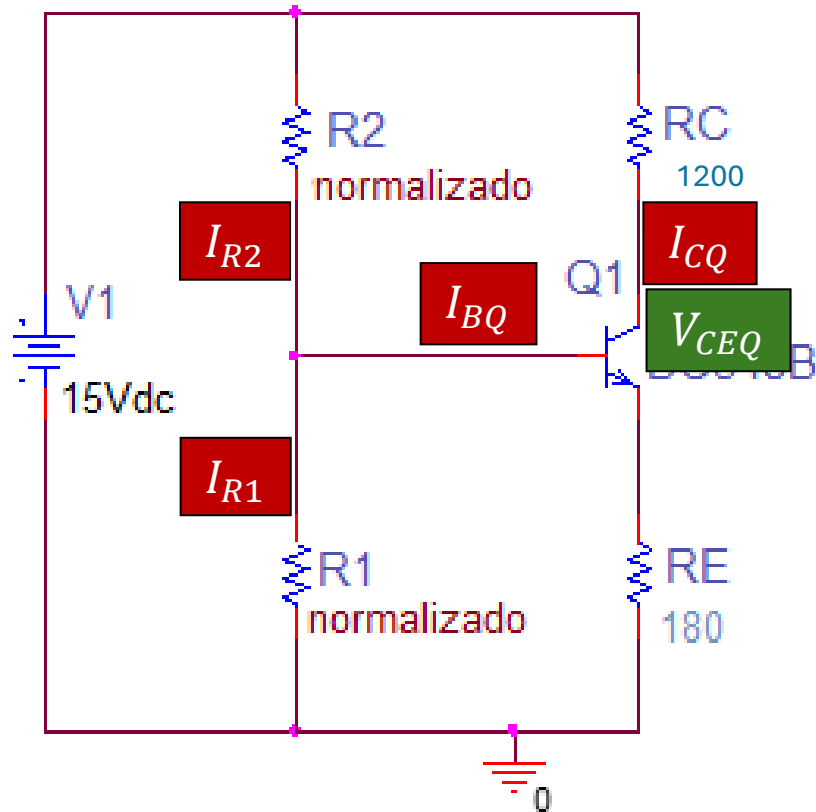 R2
normalizado
RC
1200
I_{R2}
I_{CQ}
Q1
I_{BQ}
V1
V_{CEQ}
15Vdc
I_{R1}
R1
normalizado
RE
180
0